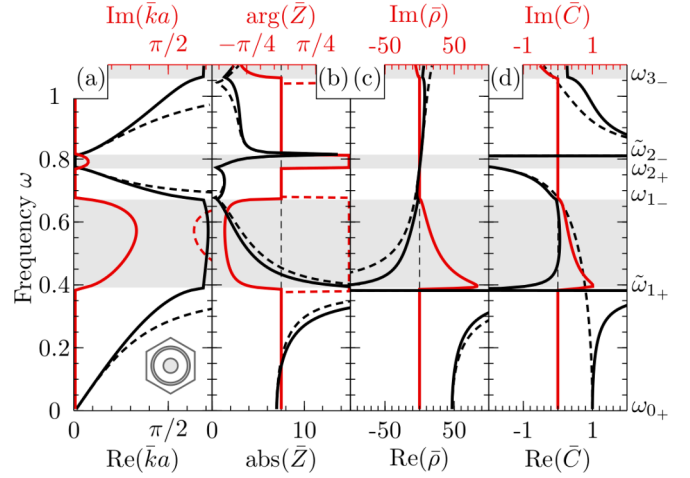 Im(k̄a) arg(Z̄) Im(ρ̄) Im(C̄)
π/2 −π/4 π/4 -50 50 -1 1
(a) (b) (c) (d)
1
0.8
0.6
0.4
0.2
0
Frequency ω
ω3−
ω̃2−
ω2+
ω1−
ω̃1+
ω0+
0 π/2 0 5 10 15 -50 50 -1 1
Re(k̄a) abs(Z̄) Re(ρ̄) Re(C̄)